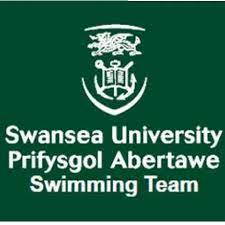 Swansea University
Prifysgol Abertawe
Swimming Team